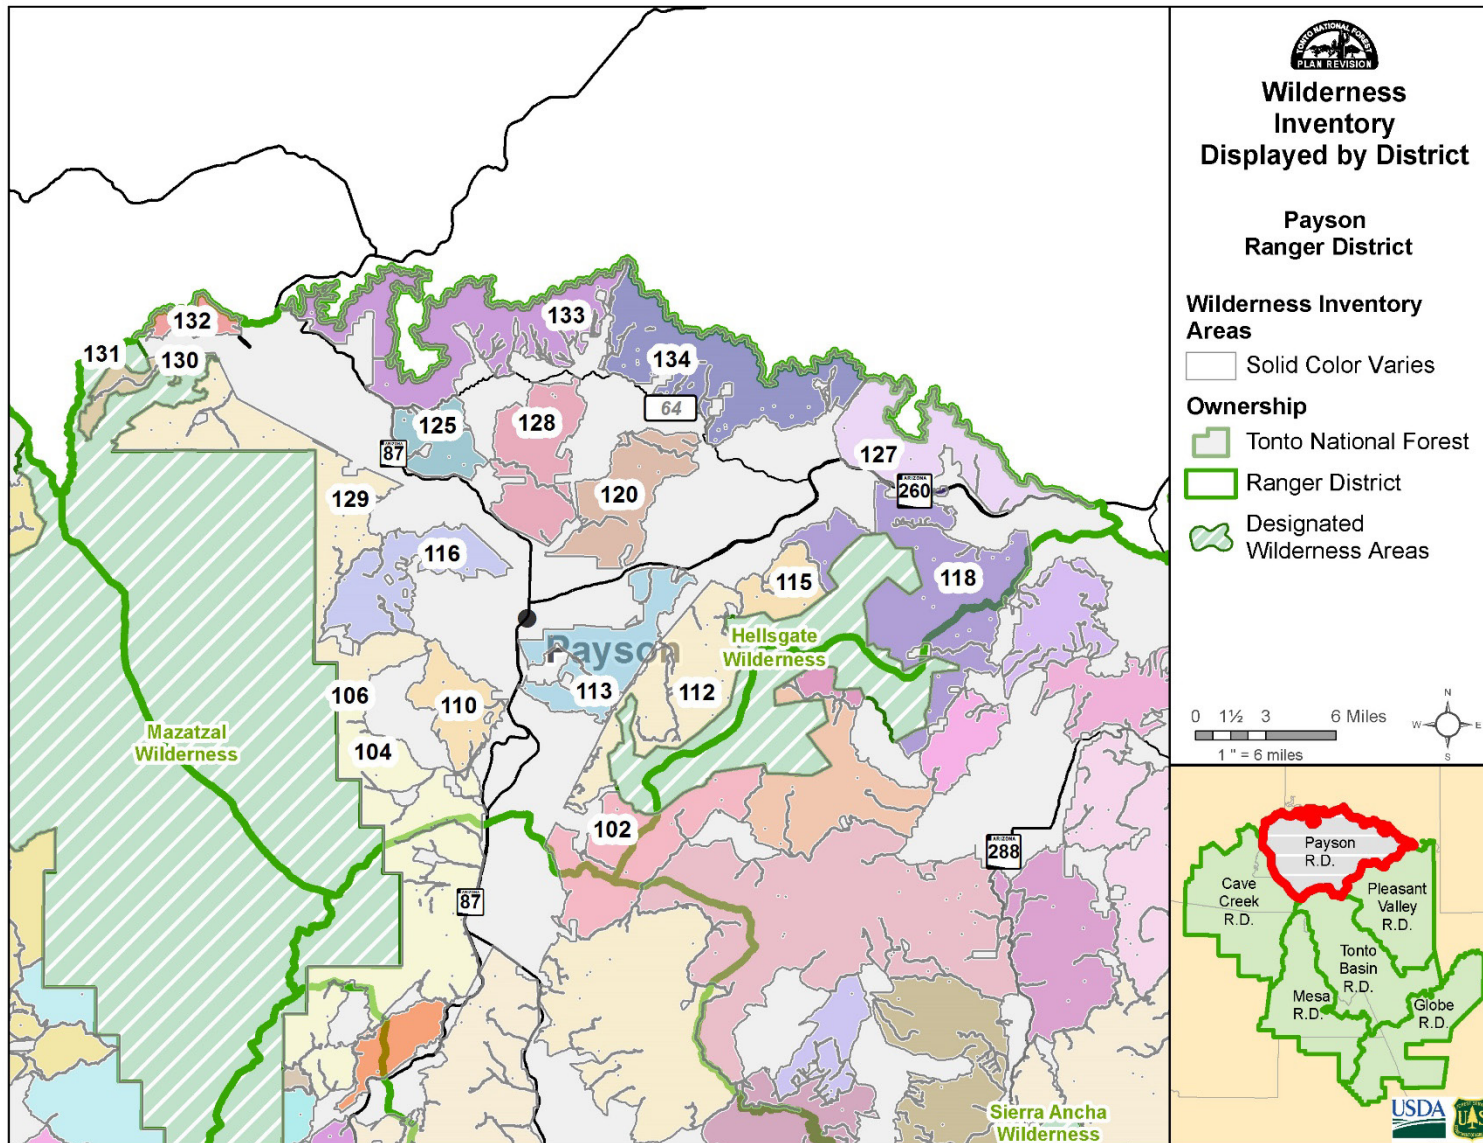 TONTO NATIONAL FOREST
PLAN REVISION
Wilderness
Inventory
Displayed by District
Payson
Ranger District
Wilderness Inventory
Areas
Solid Color Varies
Ownership
Tonto National Forest
Ranger District
Designated
Wilderness Areas
N
W
E
S
0 1½ 3 6 Miles
1 " = 6 miles
132
133
131
130
134
125
128
64
ARIZONA
87
127
129
120
ARIZONA
260
116
115
118
Payson
Hellsgate
Wilderness
106
110
113
112
Mazatzal
Wilderness
104
102
ARIZONA
288
ARIZONA
87
Sierra Ancha
Wilderness
Payson
R.D.
Cave
Creek
R.D.
Pleasant
Valley
R.D.
Tonto
Basin
R.D.
Mesa
R.D.
Globe
R.D.
USDA